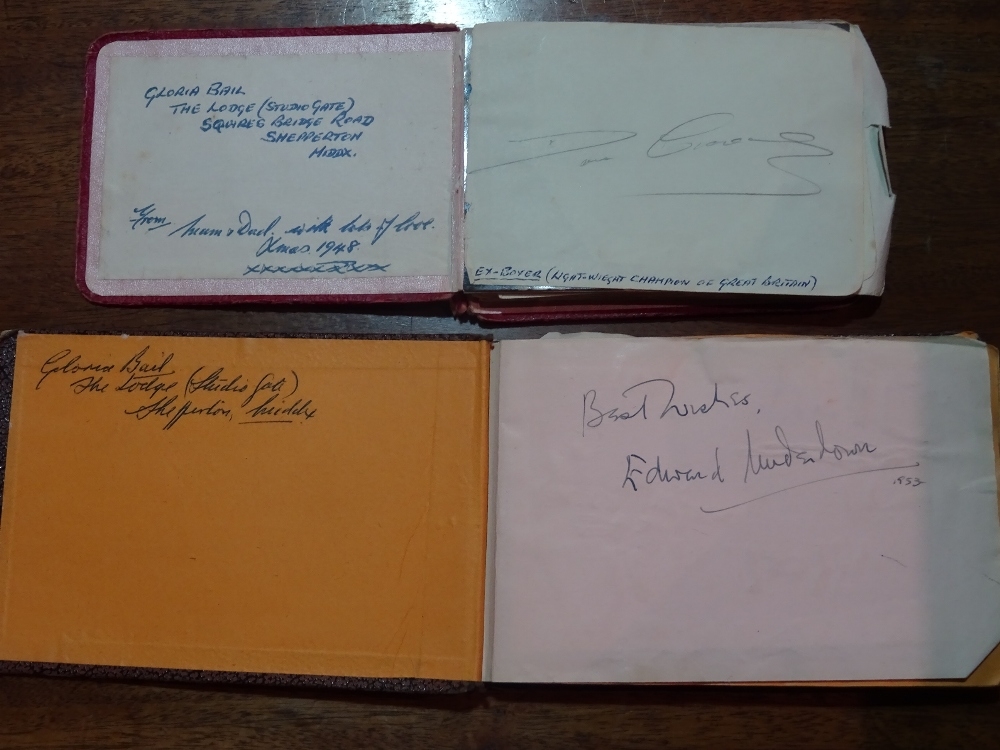 GLORIA BAIL
THE LODGE (STUDIO GATE)
SQUIRES BRIDGE ROAD
SHEPPERTON
MIDDX.
From Mum & Dad. with lots of love.
Xmas. 1948.
EX-BOXER (LIGHT-WIEGHT CHAMPION OF GREAT BRITAIN)
Gloria Bail
The Lodge (Studio Gate)
Shepperton, Middx
Best Wishes,
Edward Underdown
1953